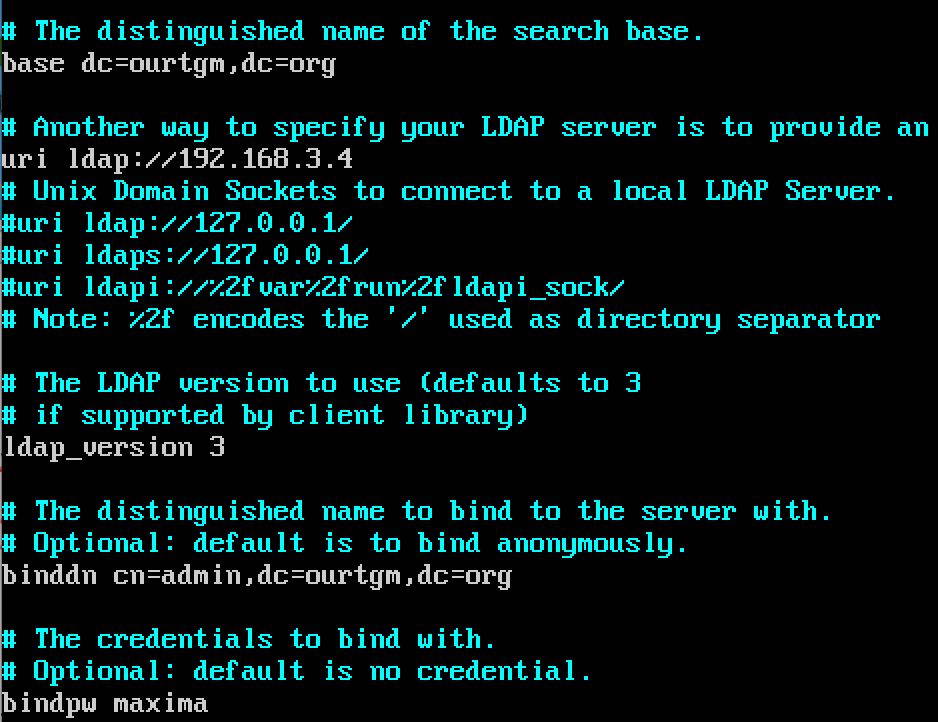 # The distinguished name of the search base.
base dc=ourtgm,dc=org
# Another way to specify your LDAP server is to provide an
uri ldap://192.168.3.4
# Unix Domain Sockets to connect to a local LDAP Server.
#uri ldap://127.0.0.1/
#uri ldaps://127.0.0.1/
#uri ldapi://%2fvar%2frun%2fldapi_sock/
# Note: %2f encodes the '/' used as directory separator
# The LDAP version to use (defaults to 3
# if supported by client library)
ldap_version 3
# The distinguished name to bind to the server with.
# Optional: default is to bind anonymously.
binddn cn=admin,dc=ourtgm,dc=org
# The credentials to bind with.
# Optional: default is no credential.
bindpw maxima